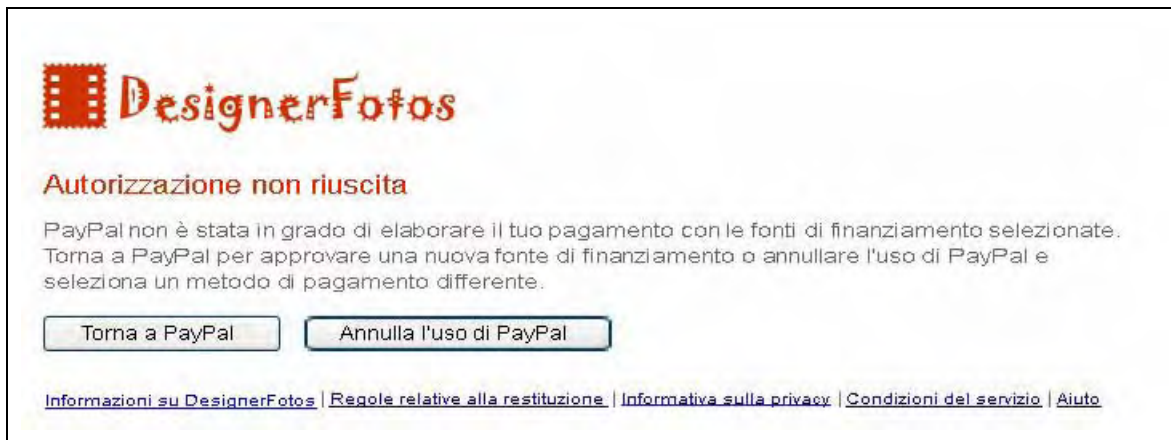 DesignerFotos
Autorizzazione non riuscita
PayPal non è stata in grado di elaborare il tuo pagamento con le fonti di finanziamento selezionate.
Torna a PayPal per approvare una nuova fonte di finanziamento o annullare l'uso di PayPal e
seleziona un metodo di pagamento differente.
Torna a PayPal Annulla l'uso di PayPal
Informazioni su DesignerFotos | Regole relative alla restituzione | Informativa sulla privacy | Condizioni del servizio | Aiuto